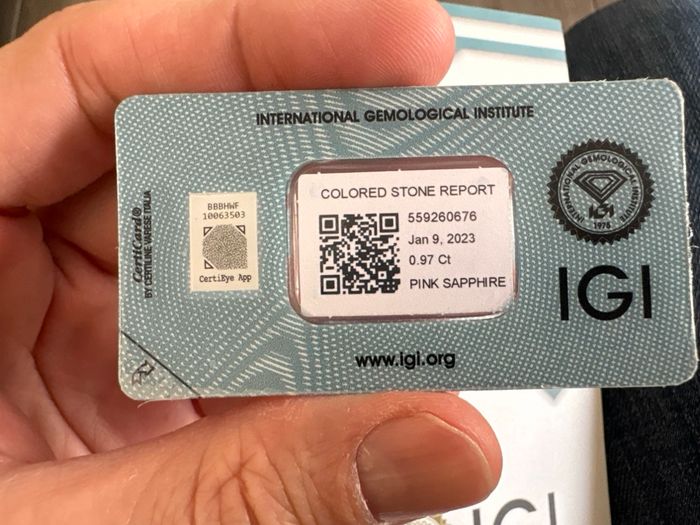 INTERNATIONAL GEMOLOGICAL INSTITUTE
CertiCard®
BY CERTILINE VARESE ITALIA
BBBHWF
10063503
CertiEye App
COLORED STONE REPORT
559260676
Jan 9, 2023
0.97 Ct
PINK SAPPHIRE
INTERNATIONAL GEMOLOGICAL INSTITUTE
IGI
1975
IGI
www.igi.org
IGI